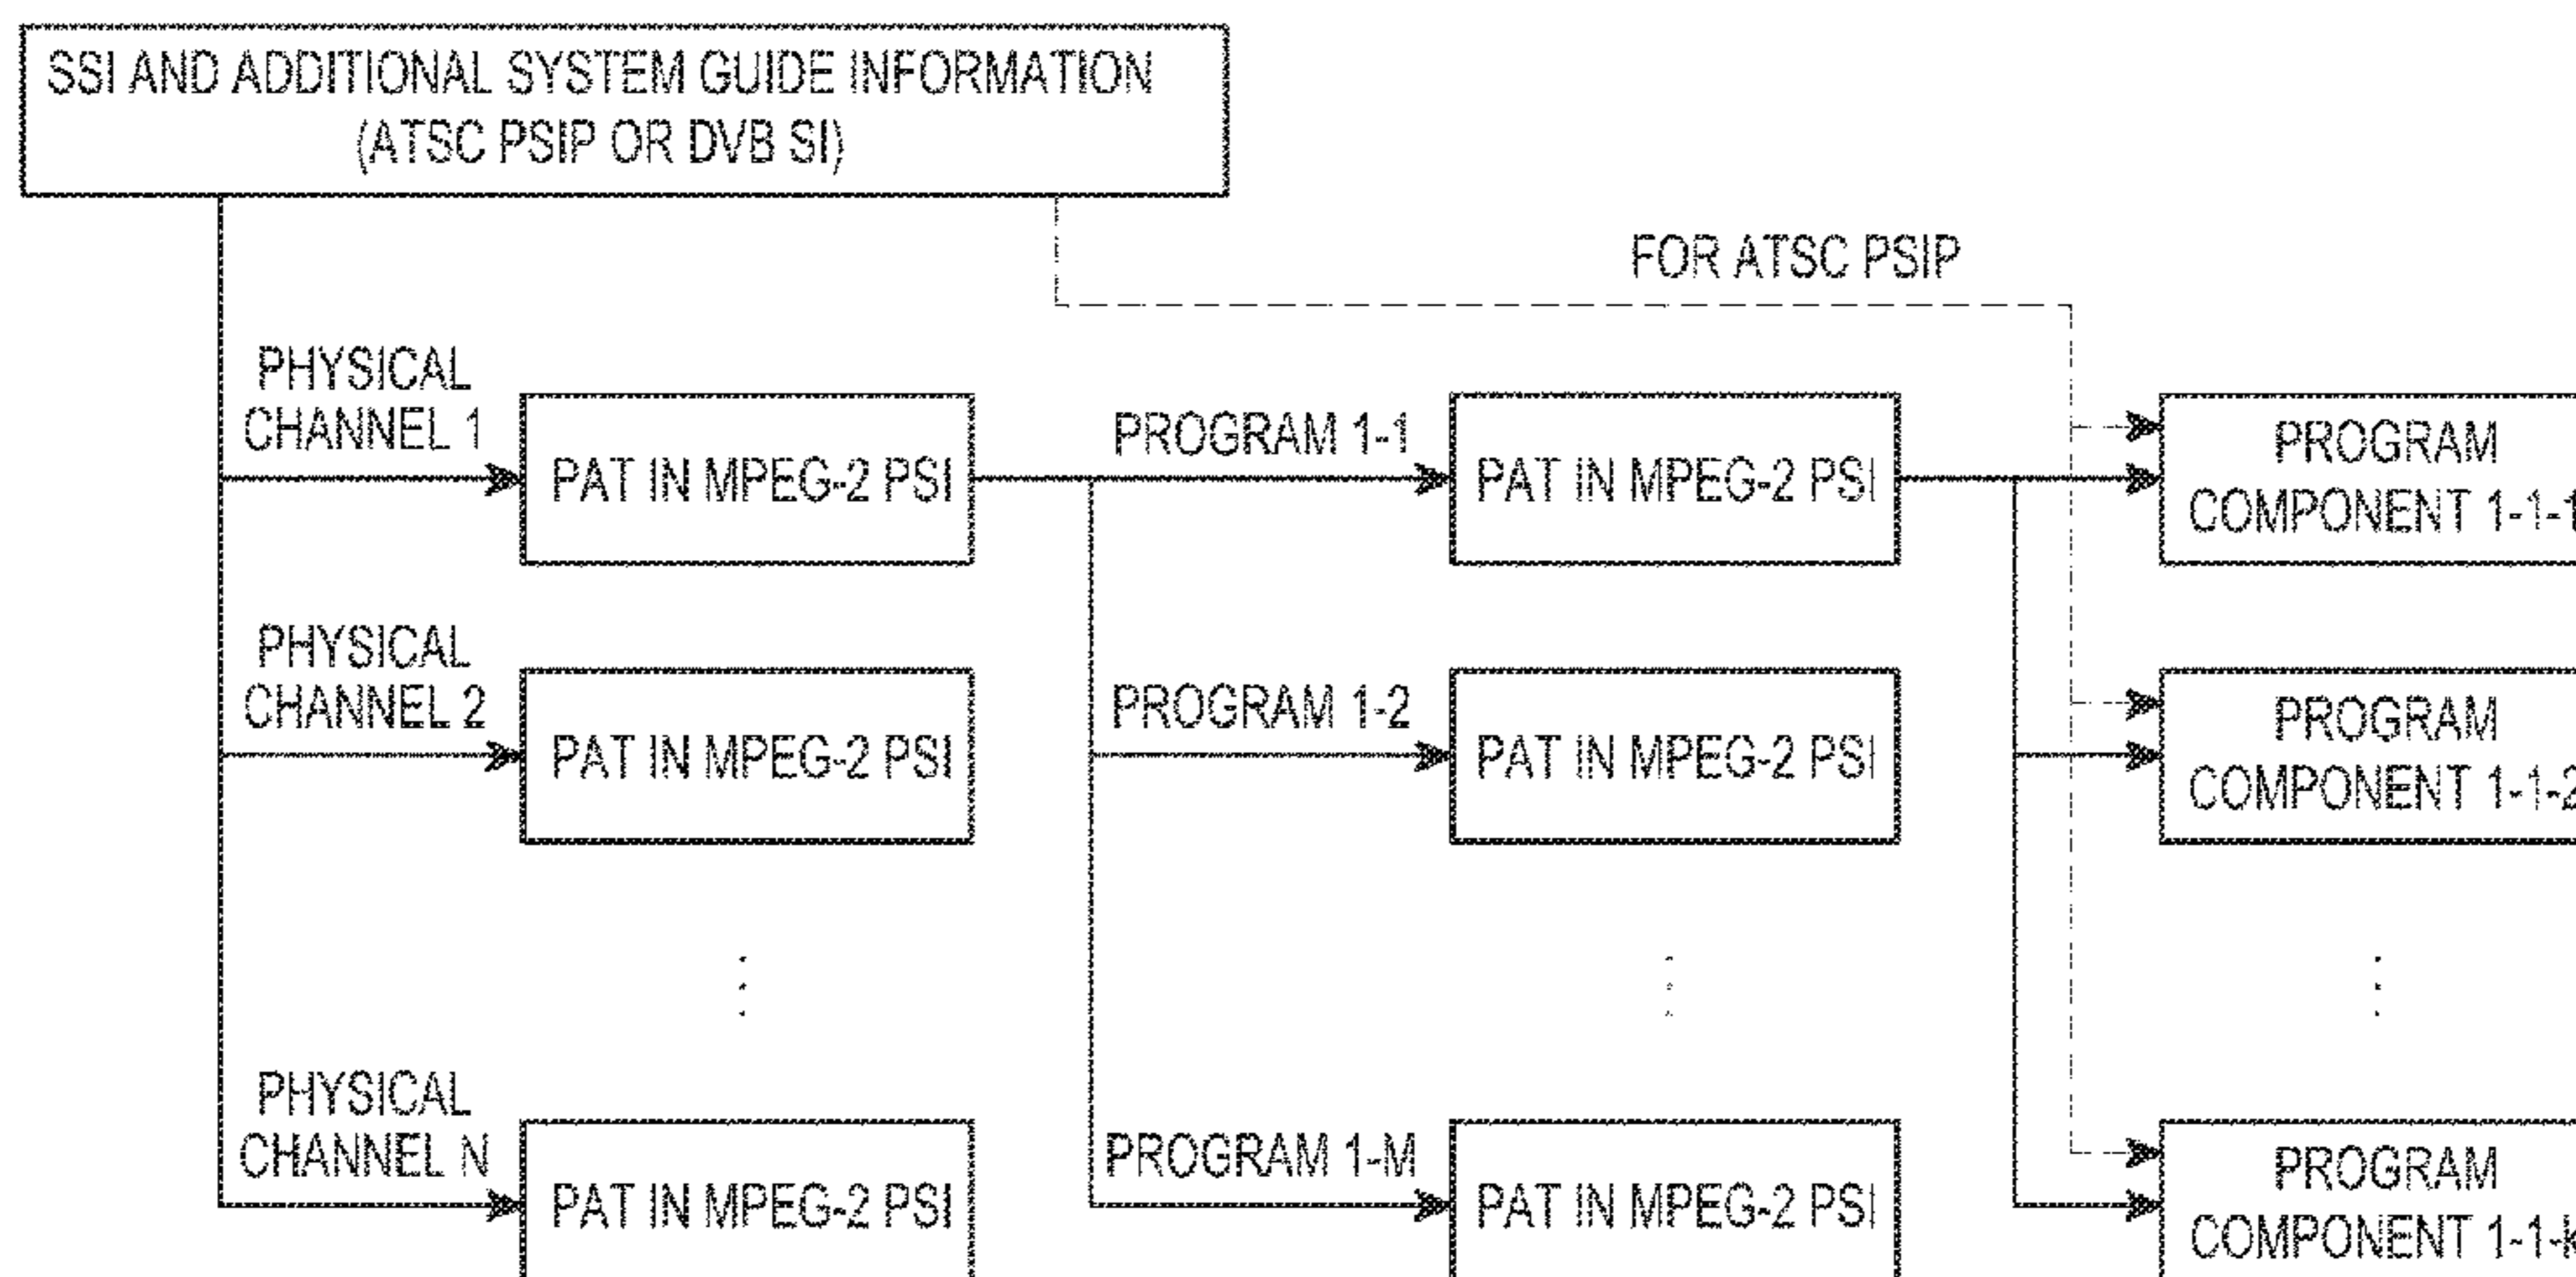 SSI AND ADDITIONAL SYSTEM GUIDE INFORMATION
(ATSC PSIP OR DVB SI)
FOR ATSC PSIP
PHYSICAL
CHANNEL 1
PAT IN MPEG-2 PSI
PROGRAM 1-1
PAT IN MPEG-2 PSI
PROGRAM
COMPONENT 1-1-1
PHYSICAL
CHANNEL 2
PAT IN MPEG-2 PSI
PROGRAM 1-2
PAT IN MPEG-2 PSI
PROGRAM
COMPONENT 1-1-2
PHYSICAL
CHANNEL N
PAT IN MPEG-2 PSI
PROGRAM 1-M
PAT IN MPEG-2 PSI
PROGRAM
COMPONENT 1-1-k